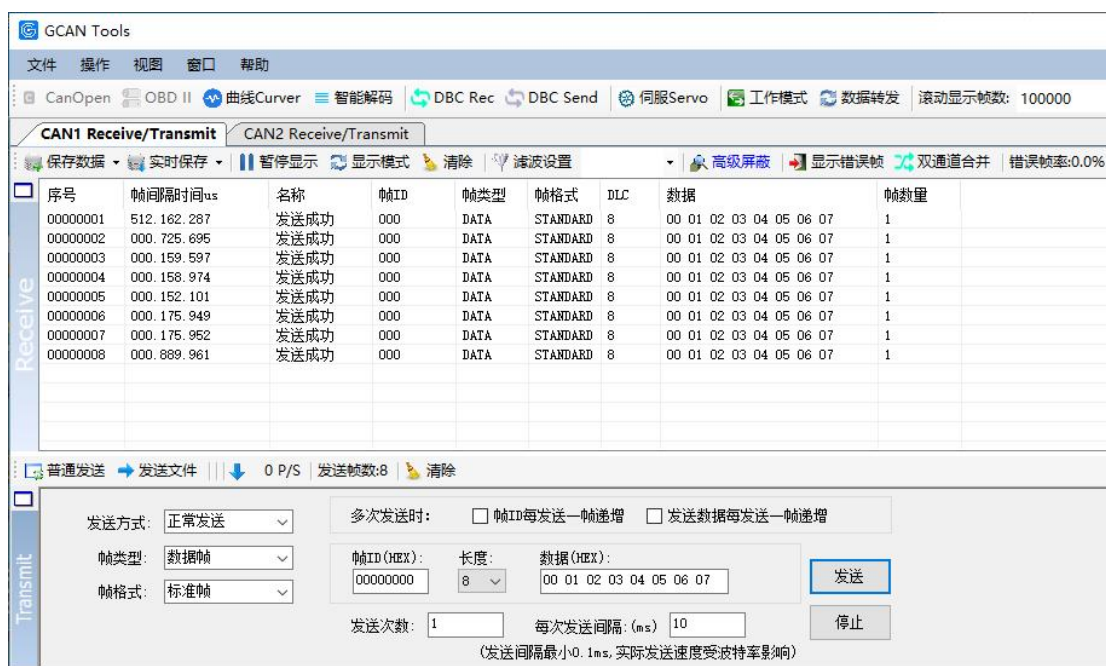 GCAN Tools
文件 操作 视图 窗口 帮助
CanOpen OBD II 曲线Curver 智能解码 DBC Rec DBC Send 伺服Servo 工作模式 数据转发 滚动显示帧数: 100000
CAN1 Receive/Transmit CAN2 Receive/Transmit
保存数据 实时保存 暂停显示 显示模式 清除 滤波设置 高级屏蔽 显示错误帧 双通道合并 错误帧率:0.0%
序号 帧间隔时间us 名称 帧ID 帧类型 帧格式 DLC 数据 帧数量
00000001 512.162.287 发送成功 000 DATA STANDARD 8 00 01 02 03 04 05 06 07 1
00000002 000.725.695 发送成功 000 DATA STANDARD 8 00 01 02 03 04 05 06 07 1
00000003 000.159.597 发送成功 000 DATA STANDARD 8 00 01 02 03 04 05 06 07 1
00000004 000.158.974 发送成功 000 DATA STANDARD 8 00 01 02 03 04 05 06 07 1
00000005 000.152.101 发送成功 000 DATA STANDARD 8 00 01 02 03 04 05 06 07 1
00000006 000.175.949 发送成功 000 DATA STANDARD 8 00 01 02 03 04 05 06 07 1
00000007 000.175.952 发送成功 000 DATA STANDARD 8 00 01 02 03 04 05 06 07 1
00000008 000.889.961 发送成功 000 DATA STANDARD 8 00 01 02 03 04 05 06 07 1
Receive
普通发送 发送文件 0 P/S 发送帧数:8 清除
发送方式: 正常发送 多次发送时: 帧ID每发送一帧递增 发送数据每发送一帧递增
帧类型: 数据帧 帧ID(HEX): 长度: 数据(HEX):
帧格式: 标准帧 00000000 8 00 01 02 03 04 05 06 07 发送
发送次数: 1 每次发送间隔:(ms) 10 停止
(发送间隔最小0.1ms,实际发送速度受波特率影响)
Transmit